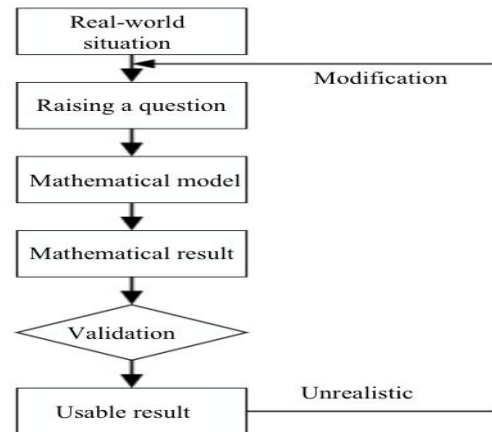 Real-world
situation
Modification
Raising a question
Mathematical model
Mathematical result
Validation
Unrealistic
Usable result